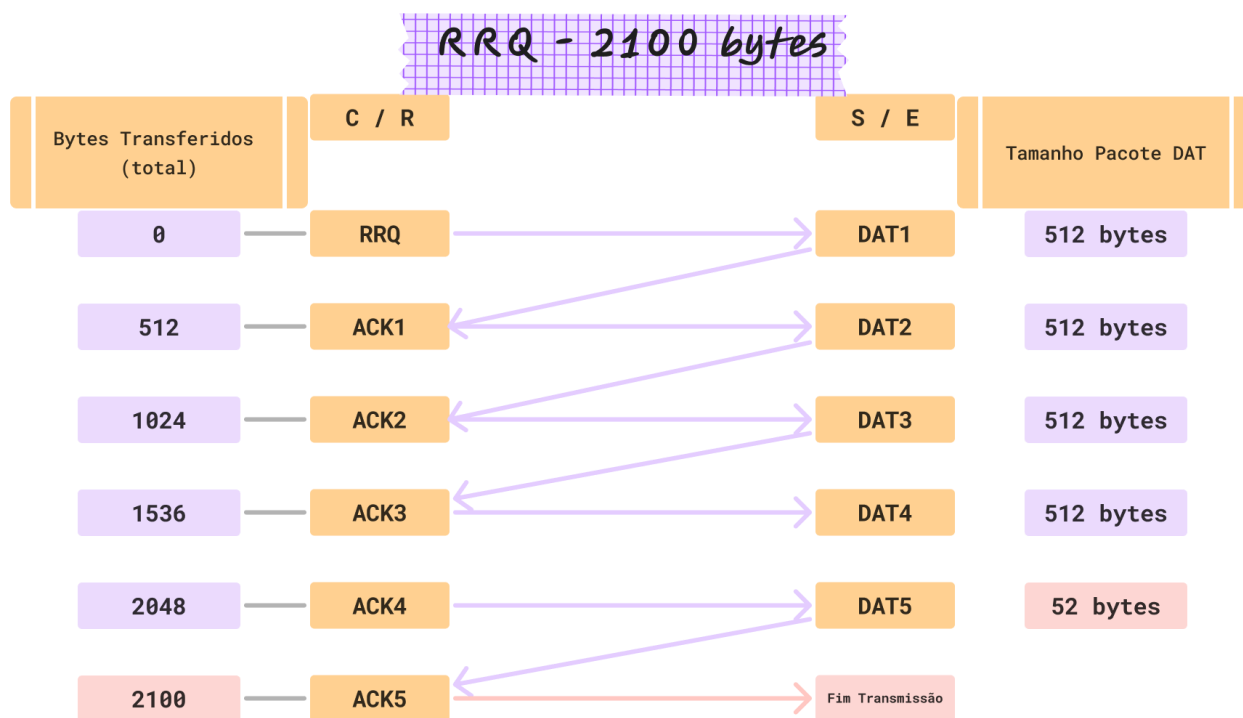 RRQ - 2100 bytes
Bytes Transferidos
(total)
C / R
S / E
Tamanho Pacote DAT
0
RRQ
DAT1
512 bytes
512
ACK1
DAT2
512 bytes
1024
ACK2
DAT3
512 bytes
1536
ACK3
DAT4
512 bytes
2048
ACK4
DAT5
52 bytes
2100
ACK5
Fim Transmissão